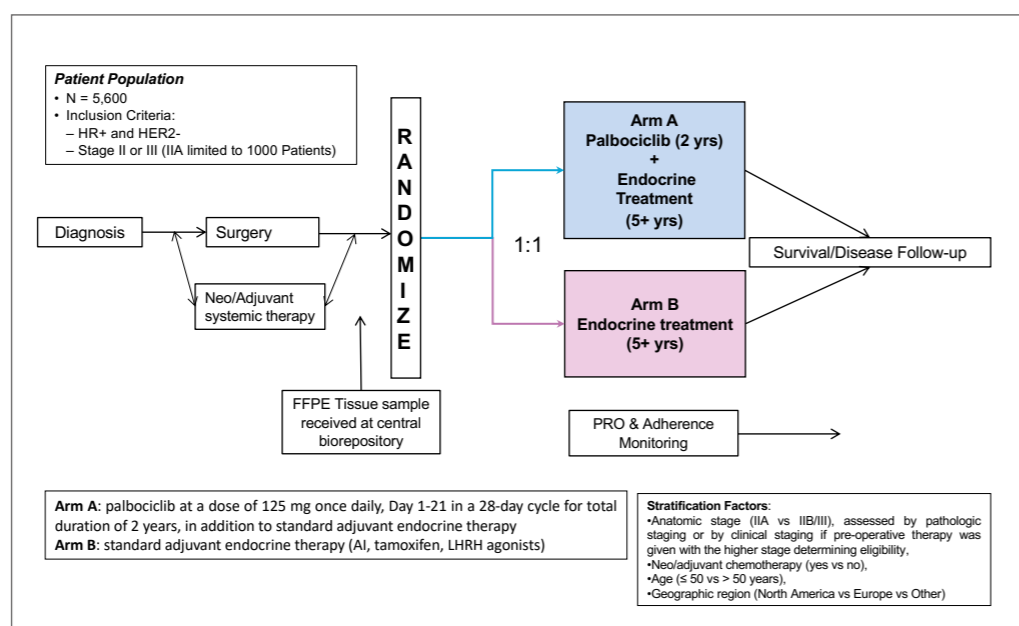 Patient Population
• N = 5,600
• Inclusion Criteria:
– HR+ and HER2-
– Stage II or III (IIA limited to 1000 Patients)
Diagnosis
Surgery
Neo/Adjuvant
systemic therapy
FFPE Tissue sample
received at central
biorepository
R
A
N
D
O
M
I
Z
E
1:1
Arm A
Palbociclib (2 yrs)
+
Endocrine
Treatment
(5+ yrs)
Arm B
Endocrine treatment
(5+ yrs)
Survival/Disease Follow-up
PRO & Adherence
Monitoring
Arm A: palbociclib at a dose of 125 mg once daily, Day 1-21 in a 28-day cycle for total
duration of 2 years, in addition to standard adjuvant endocrine therapy
Arm B: standard adjuvant endocrine therapy (AI, tamoxifen, LHRH agonists)
Stratification Factors:
•Anatomic stage (IIA vs IIB/III), assessed by pathologic
staging or by clinical staging if pre-operative therapy was
given with the higher stage determining eligibility,
•Neo/adjuvant chemotherapy (yes vs no),
•Age (≤ 50 vs > 50 years),
•Geographic region (North America vs Europe vs Other)